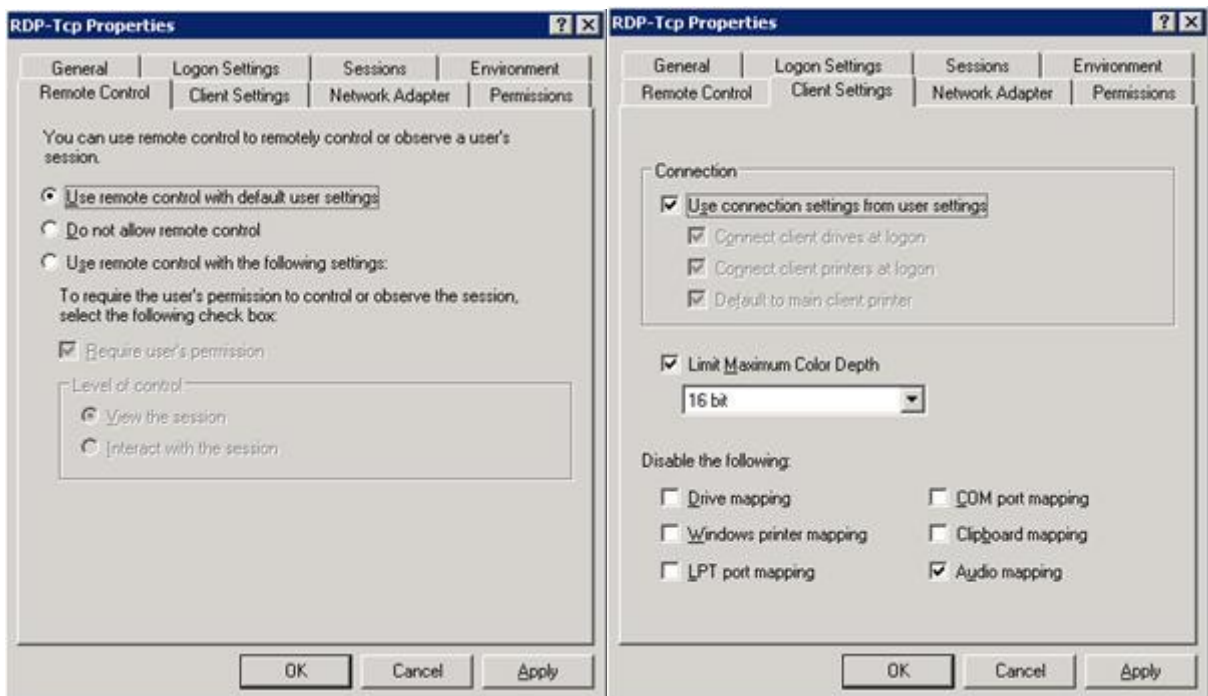 RDP-Tcp Properties
General Logon Settings Sessions Environment
Remote Control Client Settings Network Adapter Permissions
You can use remote control to remotely control or observe a user's
session.
Use remote control with default user settings
Do not allow remote control
Use remote control with the following settings:
To require the user's permission to control or observe the session,
select the following check box:
Require user's permission
Level of control
View the session
Interact with the session
OK Cancel Apply
RDP-Tcp Properties
General Logon Settings Sessions Environment
Remote Control Client Settings Network Adapter Permissions
Connection
Use connection settings from user settings
Connect client drives at logon
Connect client printers at logon
Default to main client printer
Limit Maximum Color Depth
16 bit
Disable the following:
Drive mapping COM port mapping
Windows printer mapping Clipboard mapping
LPT port mapping Audio mapping
OK Cancel Apply